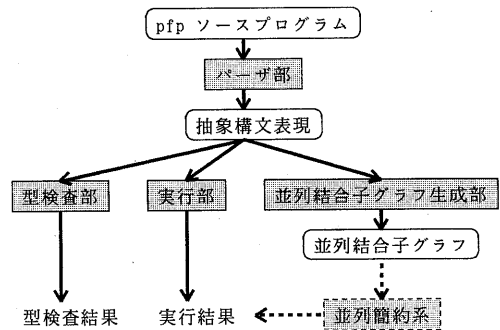 pfp ソースプログラム
パーザ部
抽象構文表現
型検査部
実行部
並列結合子グラフ生成部
並列結合子グラフ
型検査結果
実行結果
並列簡約系